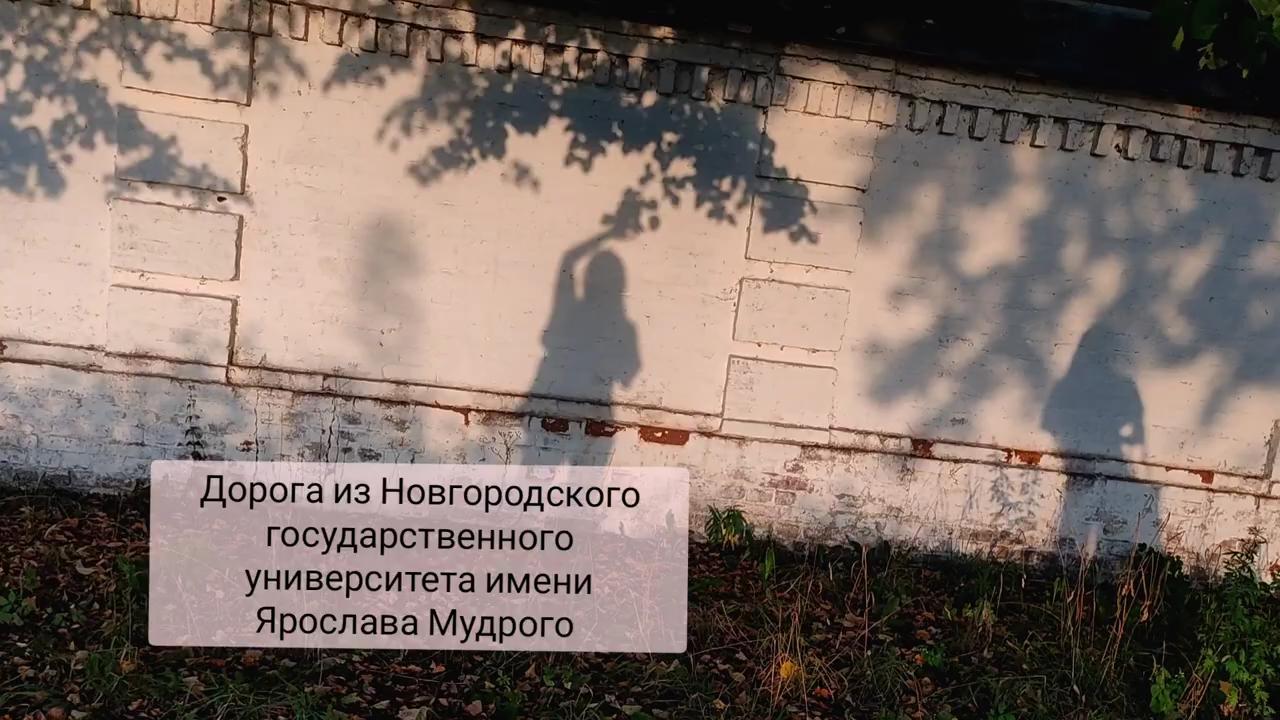 Дорога из Новгородского
государственного
университета имени
Ярослава Мудрого